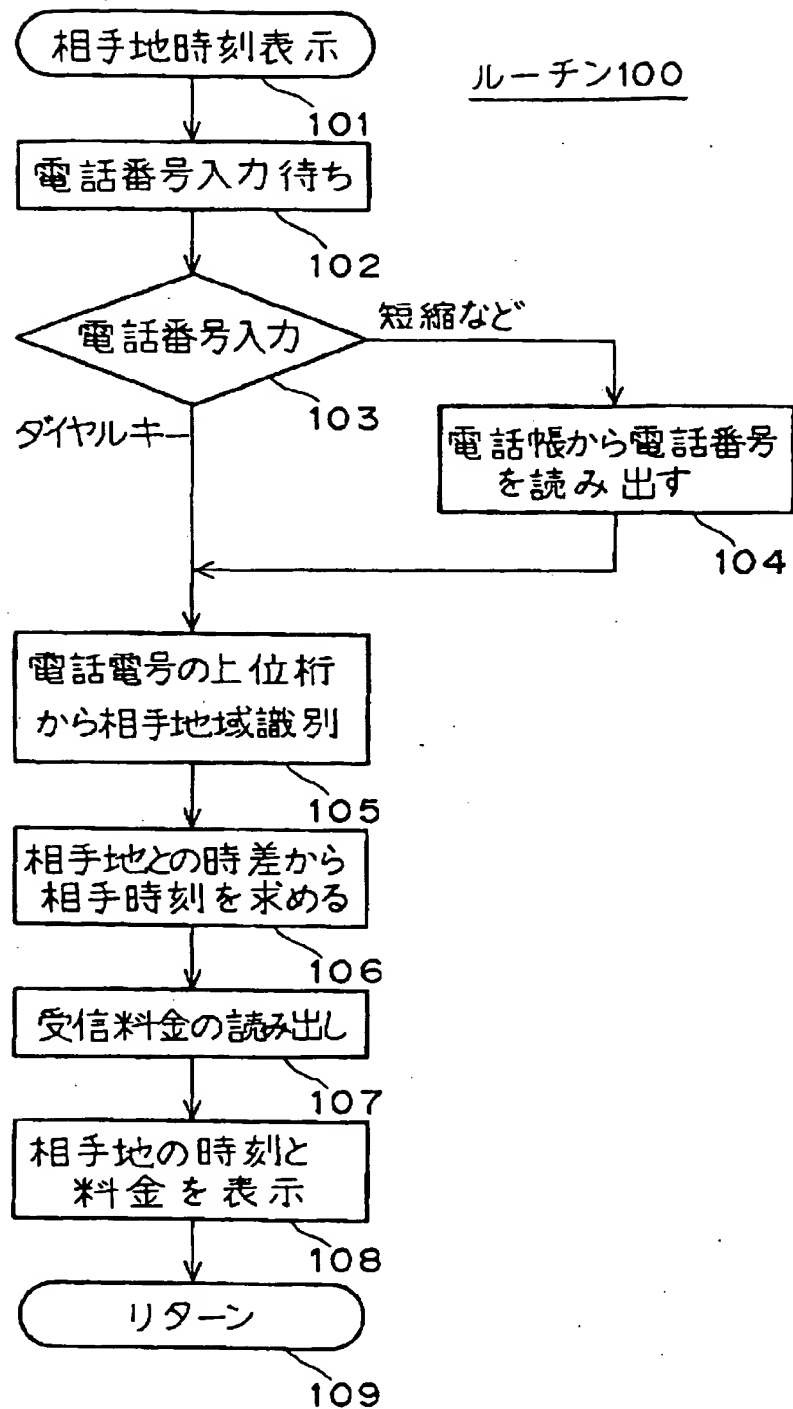 相手地時刻表示
ルーチン100
101
電話番号入力待ち
102
電話番号入力
短縮など
103
ダイヤルキー
電話帳から電話番号
を読み出す
104
電話電号の上位桁
から相手地域識別
105
相手地との時差から
相手時刻を求める
106
受信料金の読み出し
107
相手地の時刻と
料金を表示
108
リターン
109